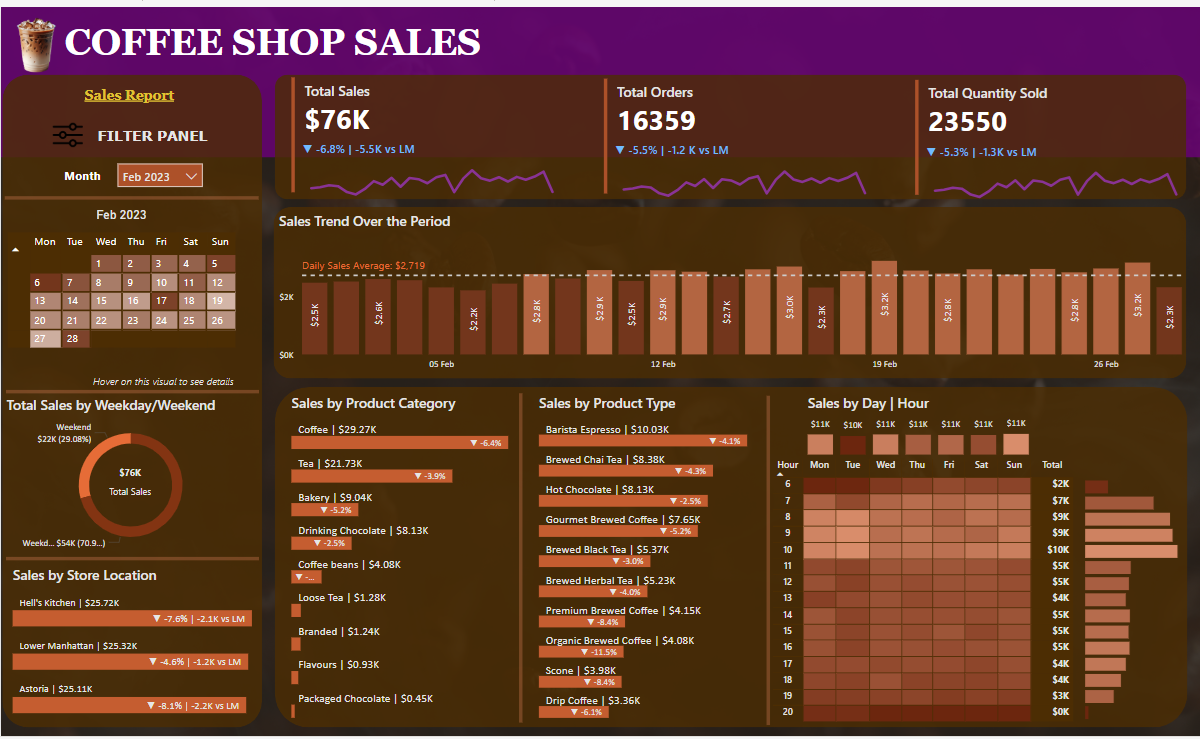 COFFEE SHOP SALES
Sales Report
FILTER PANEL
Month Feb 2023
Feb 2023
Mon Tue Wed Thu Fri Sat Sun
1 2 3 4 5
6 7 8 9 10 11 12
13 14 15 16 17 18 19
20 21 22 23 24 25 26
27 28
Hover on this visual to see details
Total Sales by Weekday/Weekend
Weekend
$22K (29.08%)
$76K
Total Sales
Weekd... $54K (70.9...)
Sales by Store Location
Hell's Kitchen | $25.72K
▼ -7.6% | -2.1K vs LM
Lower Manhattan | $25.32K
▼ -4.6% | -1.2K vs LM
Astoria | $25.11K
▼ -8.1% | -2.2K vs LM
Total Sales
$76K
▼ -6.8% | -5.5K vs LM
Total Orders
16359
▼ -5.5% | -1.2 K vs LM
Total Quantity Sold
23550
▼ -5.3% | -1.3K vs LM
Sales Trend Over the Period
Daily Sales Average: $2,719
$2K
$0K
$2.5K $2.6K $2.2K $2.8K $2.9K $2.5K $2.9K $2.7K $3.0K $2.3K $3.2K $2.8K $2.8K $3.2K $2.3K
05 Feb 12 Feb 19 Feb 26 Feb
Sales by Product Category
Coffee | $29.27K
▼ -6.4%
Tea | $21.73K
▼ -3.9%
Bakery | $9.04K
▼ -5.2%
Drinking Chocolate | $8.13K
▼ -2.5%
Coffee beans | $4.08K
▼ -...
Loose Tea | $1.28K
Branded | $1.24K
Flavours | $0.93K
Packaged Chocolate | $0.45K
Sales by Product Type
Barista Espresso | $10.03K
▼ -4.1%
Brewed Chai Tea | $8.38K
▼ -4.3%
Hot Chocolate | $8.13K
▼ -2.5%
Gourmet Brewed Coffee | $7.65K
▼ -5.2%
Brewed Black Tea | $5.37K
▼ -3.0%
Brewed Herbal Tea | $5.23K
▼ -4.0%
Premium Brewed Coffee | $4.15K
▼ -8.4%
Organic Brewed Coffee | $4.08K
▼ -11.5%
Scone | $3.98K
▼ -8.4%
Drip Coffee | $3.36K
▼ -6.1%
Sales by Day | Hour
$11K $10K $11K $11K $11K $11K $11K
Hour Mon Tue Wed Thu Fri Sat Sun Total
6 $2K
7 $7K
8 $9K
9 $9K
10 $10K
11 $5K
12 $5K
13 $4K
14 $5K
15 $5K
16 $5K
17 $4K
18 $4K
19 $3K
20 $0K